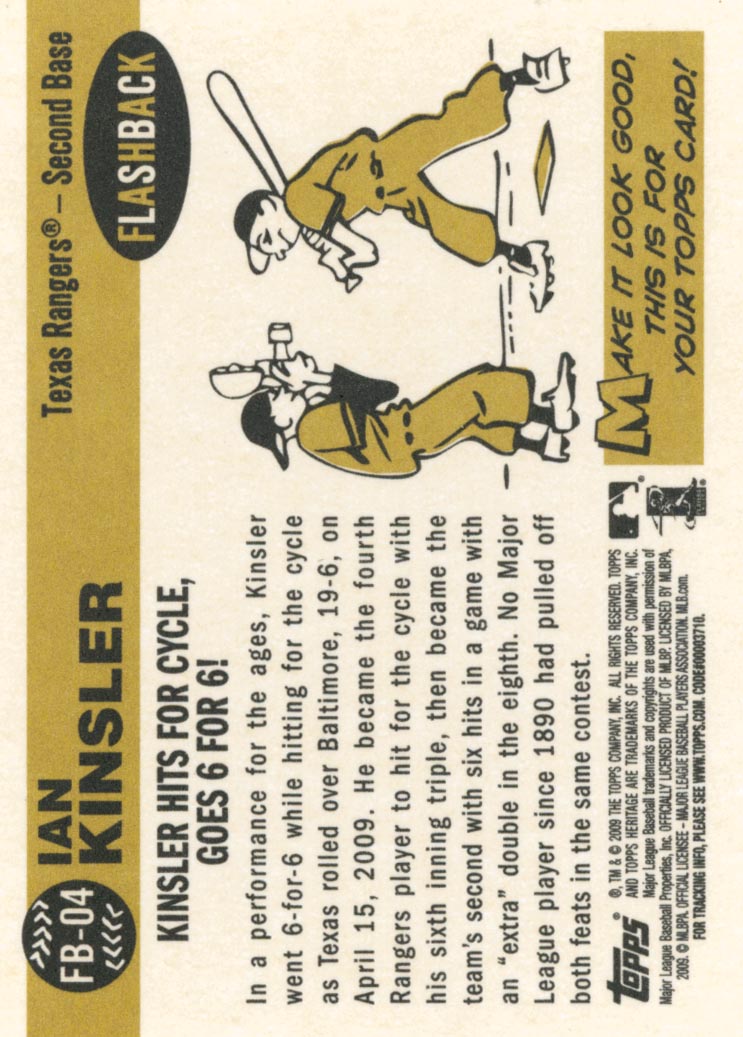 FB-04
IAN
KINSLER
Texas Rangers® – Second Base
FLASHBACK
KINSLER HITS FOR CYCLE,
GOES 6 FOR 6!
In a performance for the ages, Kinsler
went 6-for-6 while hitting for the cycle
as Texas rolled over Baltimore, 19-6, on
April 15, 2009. He became the fourth
Rangers player to hit for the cycle with
his sixth inning triple, then became the
team's second with six hits in a game with
an "extra" double in the eighth. No Major
League player since 1890 had pulled off
both feats in the same contest.
MAKE IT LOOK GOOD,
THIS IS FOR
YOUR TOPPS CARD!
topps®
®, TM & © 2009 THE TOPPS COMPANY, INC. ALL RIGHTS RESERVED. TOPPS
AND TOPPS HERITAGE ARE TRADEMARKS OF THE TOPPS COMPANY, INC.
Major League Baseball trademarks and copyrights are used with permission of
Major League Baseball Properties, Inc. OFFICIALLY LICENSED PRODUCT OF MLBP. LICENSED BY MLBPA,
2009. © MLBPA. OFFICIAL LICENSEE – MAJOR LEAGUE BASEBALL PLAYERS ASSOCIATION. MLB.com.
FOR TRACKING INFO, PLEASE SEE WWW.TOPPS.COM. CODE#00003710.